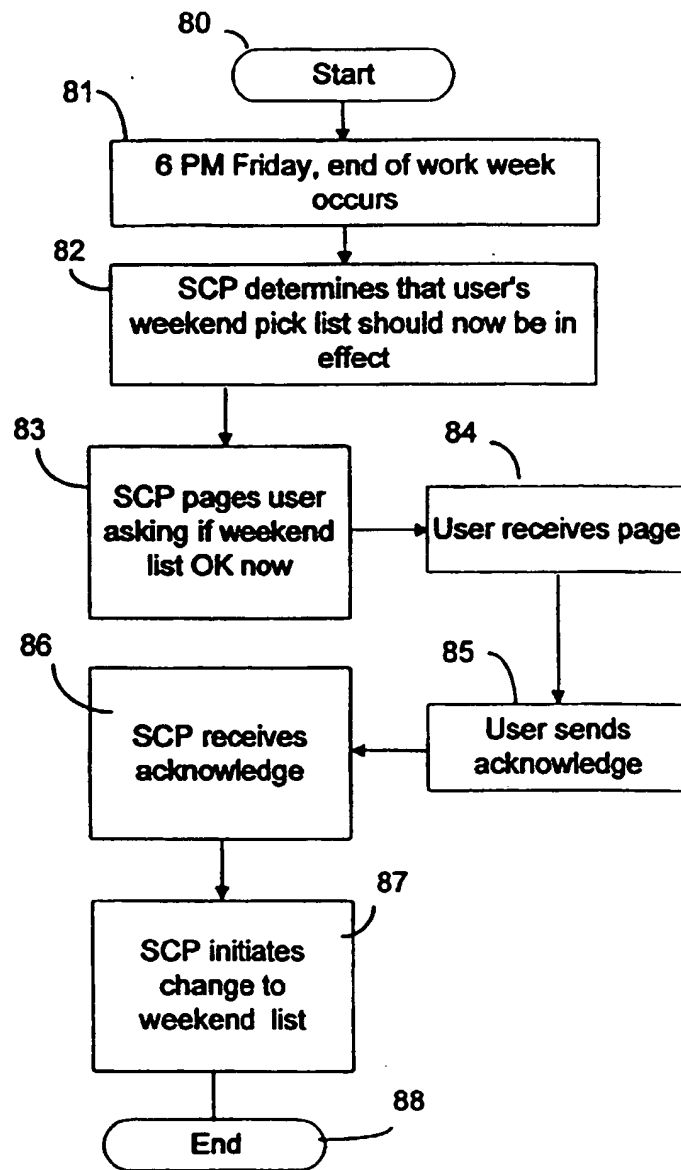 80
Start
81
6 PM Friday, end of work week
occurs
82
SCP determines that user's
weekend pick list should now be in
effect
83
SCP pages user
asking if weekend
list OK now
84
User receives page
85
User sends
acknowledge
86
SCP receives
acknowledge
87
SCP initiates
change to
weekend list
88
End